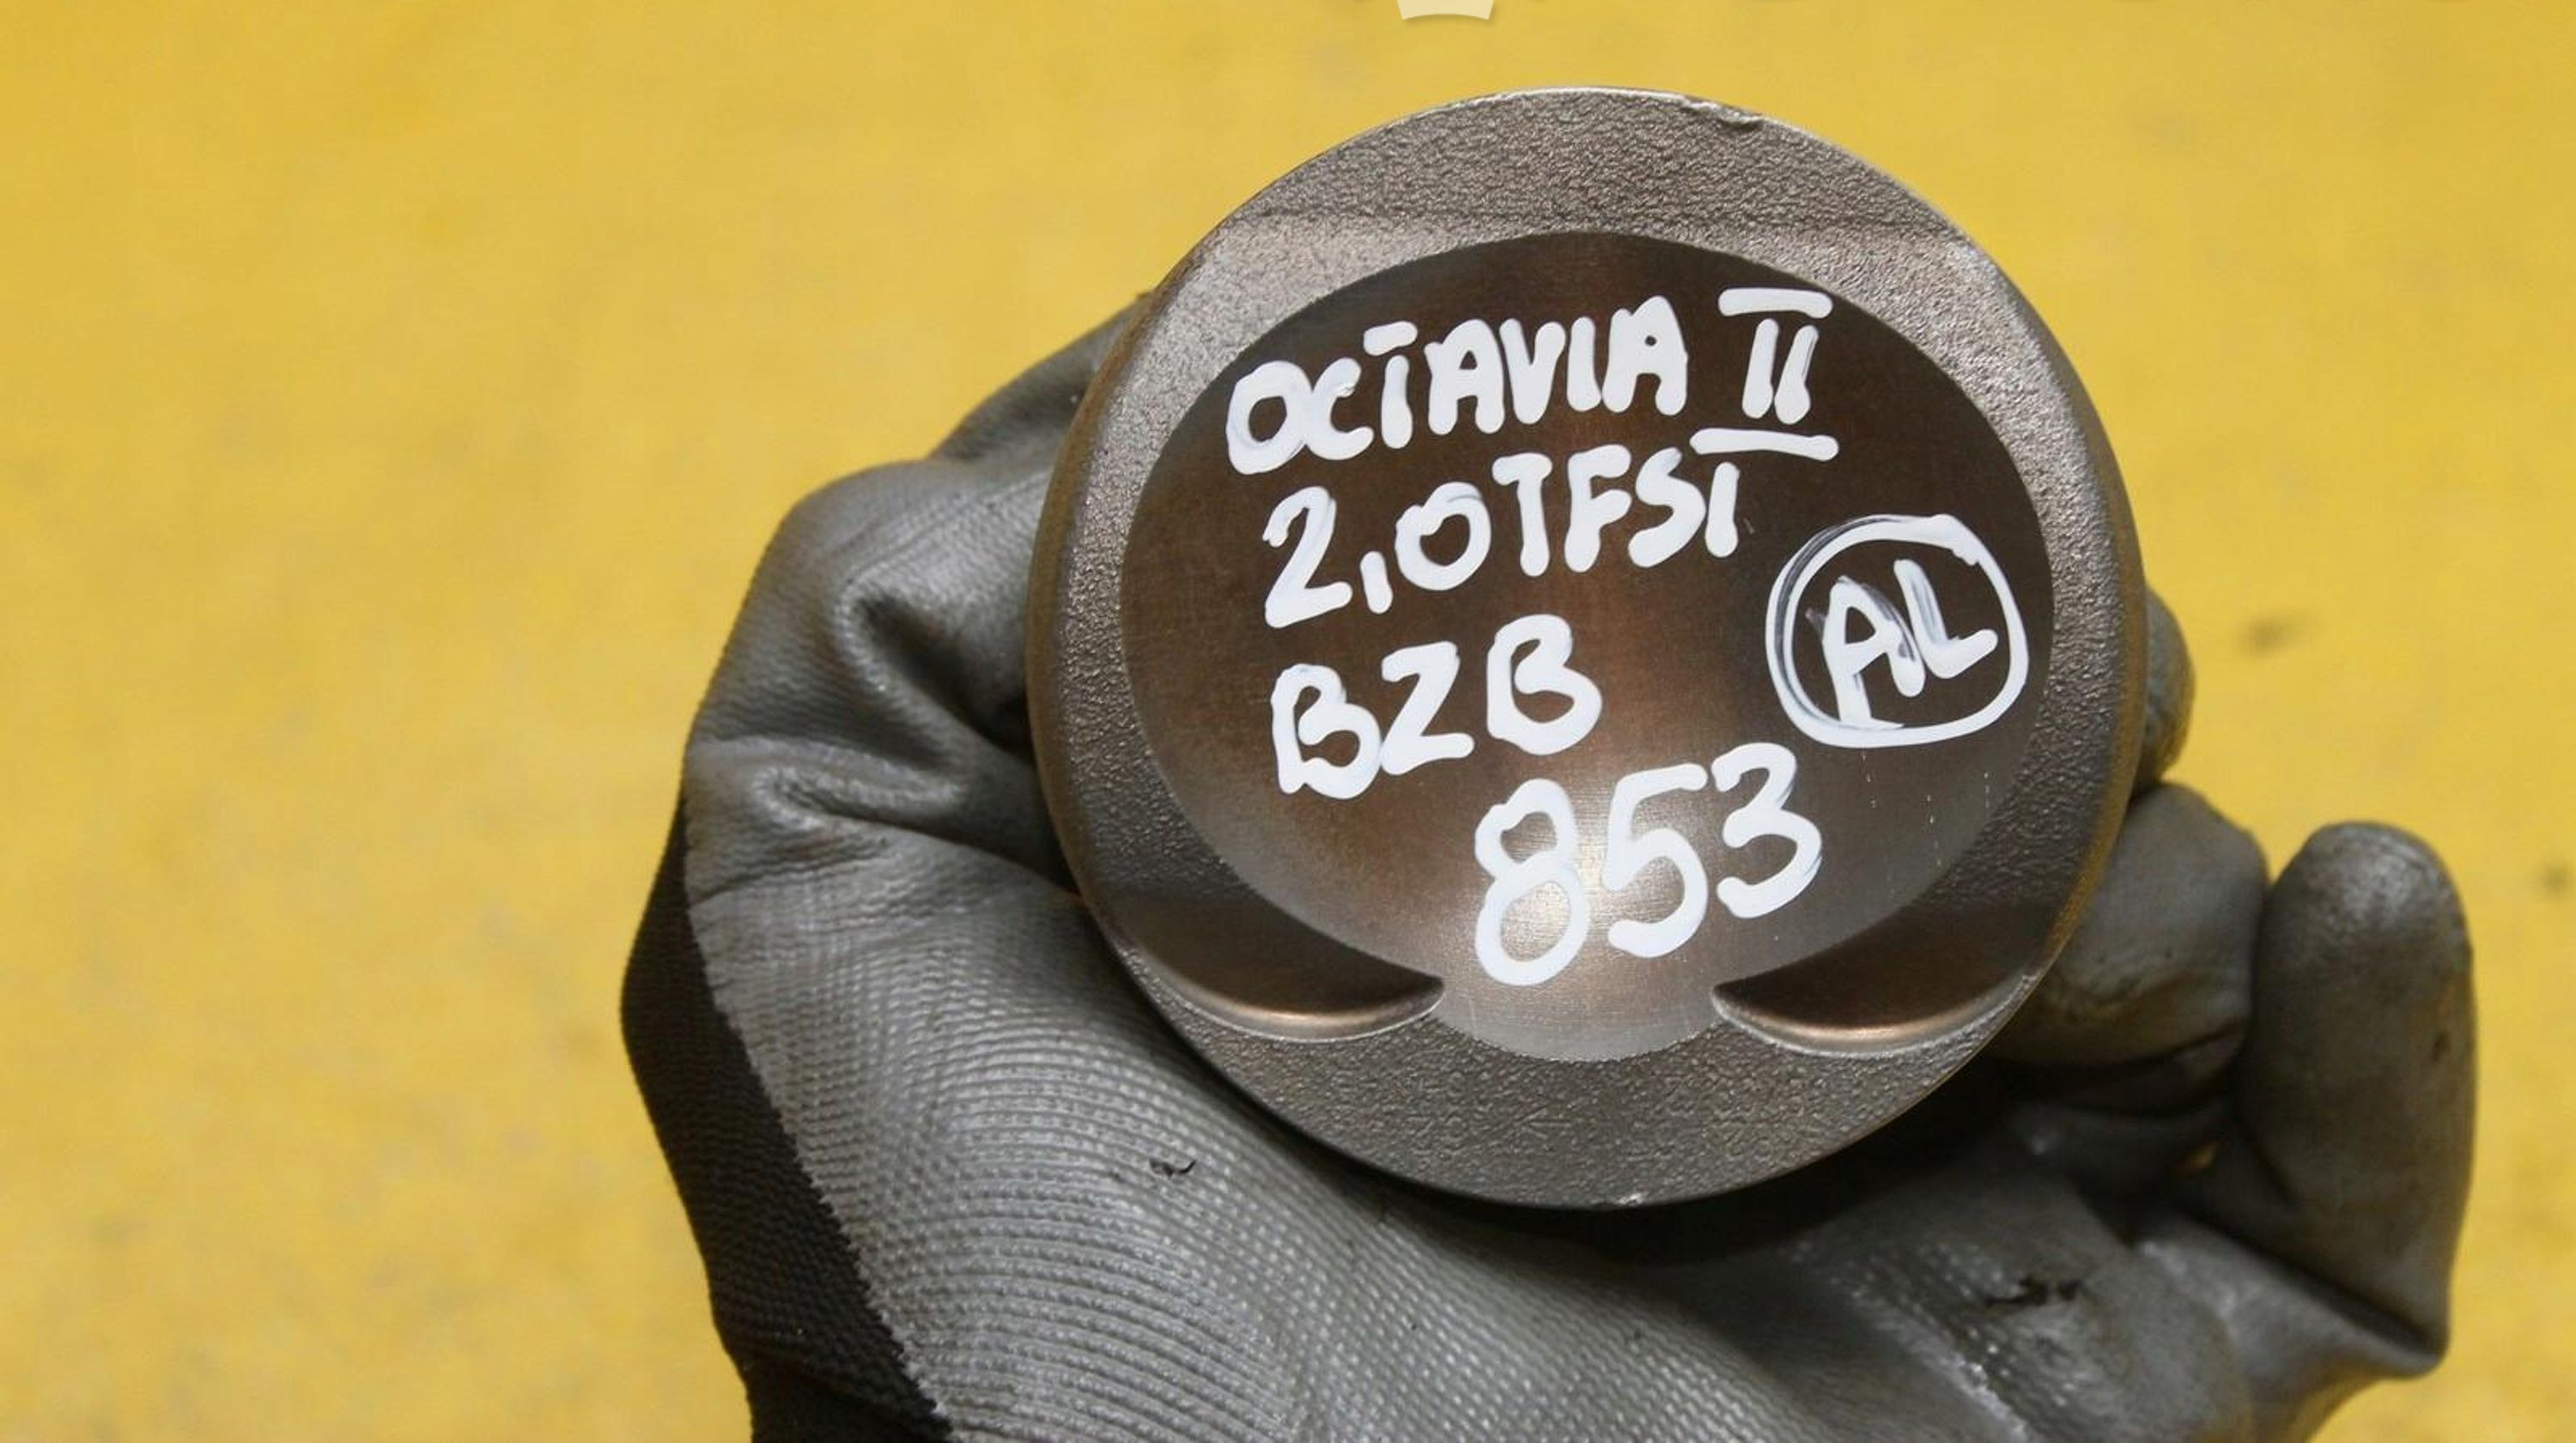 OCTAVIA II
2,0TFSI
AL
BZB
853